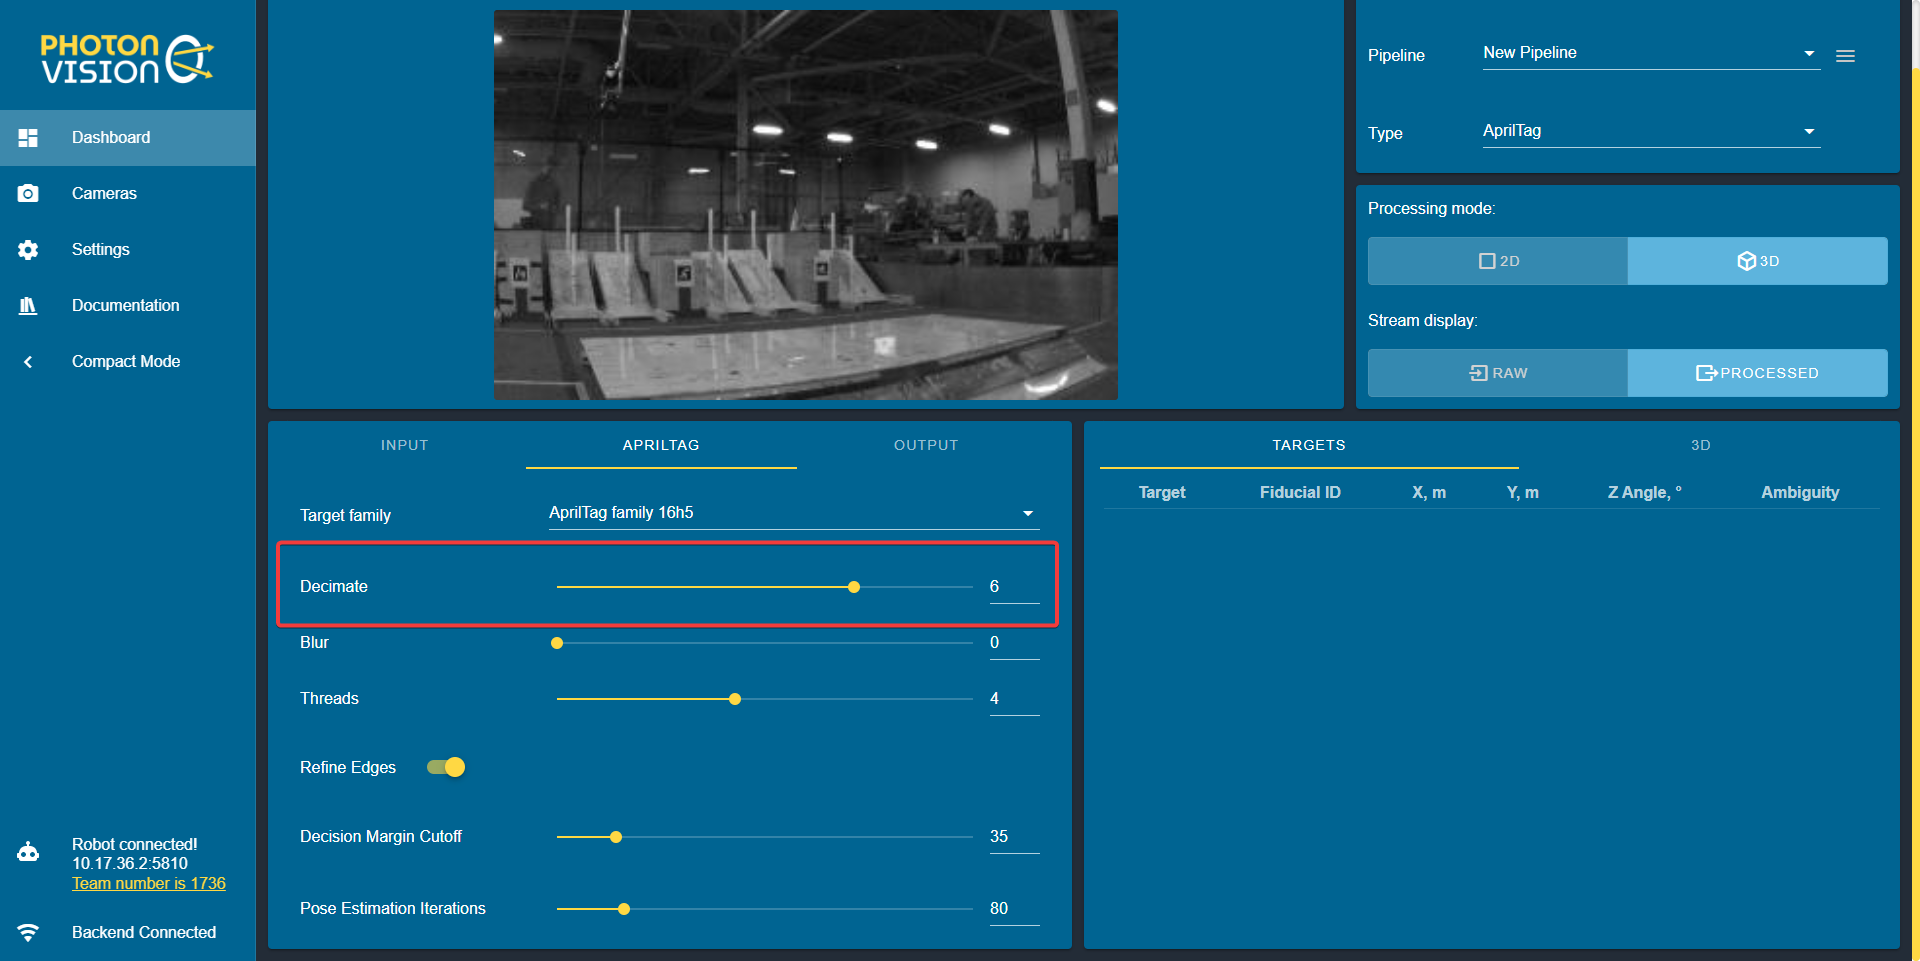 PHOTON
VISION
Dashboard
Cameras
Settings
Documentation
Compact Mode
Robot connected!
10.17.36.2:5810
Team number is 1736
Backend Connected
Pipeline
New Pipeline
Type
AprilTag
Processing mode:
2D
3D
Stream display:
RAW
PROCESSED
INPUT
APRILTAG
OUTPUT
Target family
AprilTag family 16h5
Decimate
6
Blur
0
Threads
4
Refine Edges
Decision Margin Cutoff
35
Pose Estimation Iterations
80
TARGETS
3D
Target
Fiducial ID
X, m
Y, m
Z Angle, °
Ambiguity